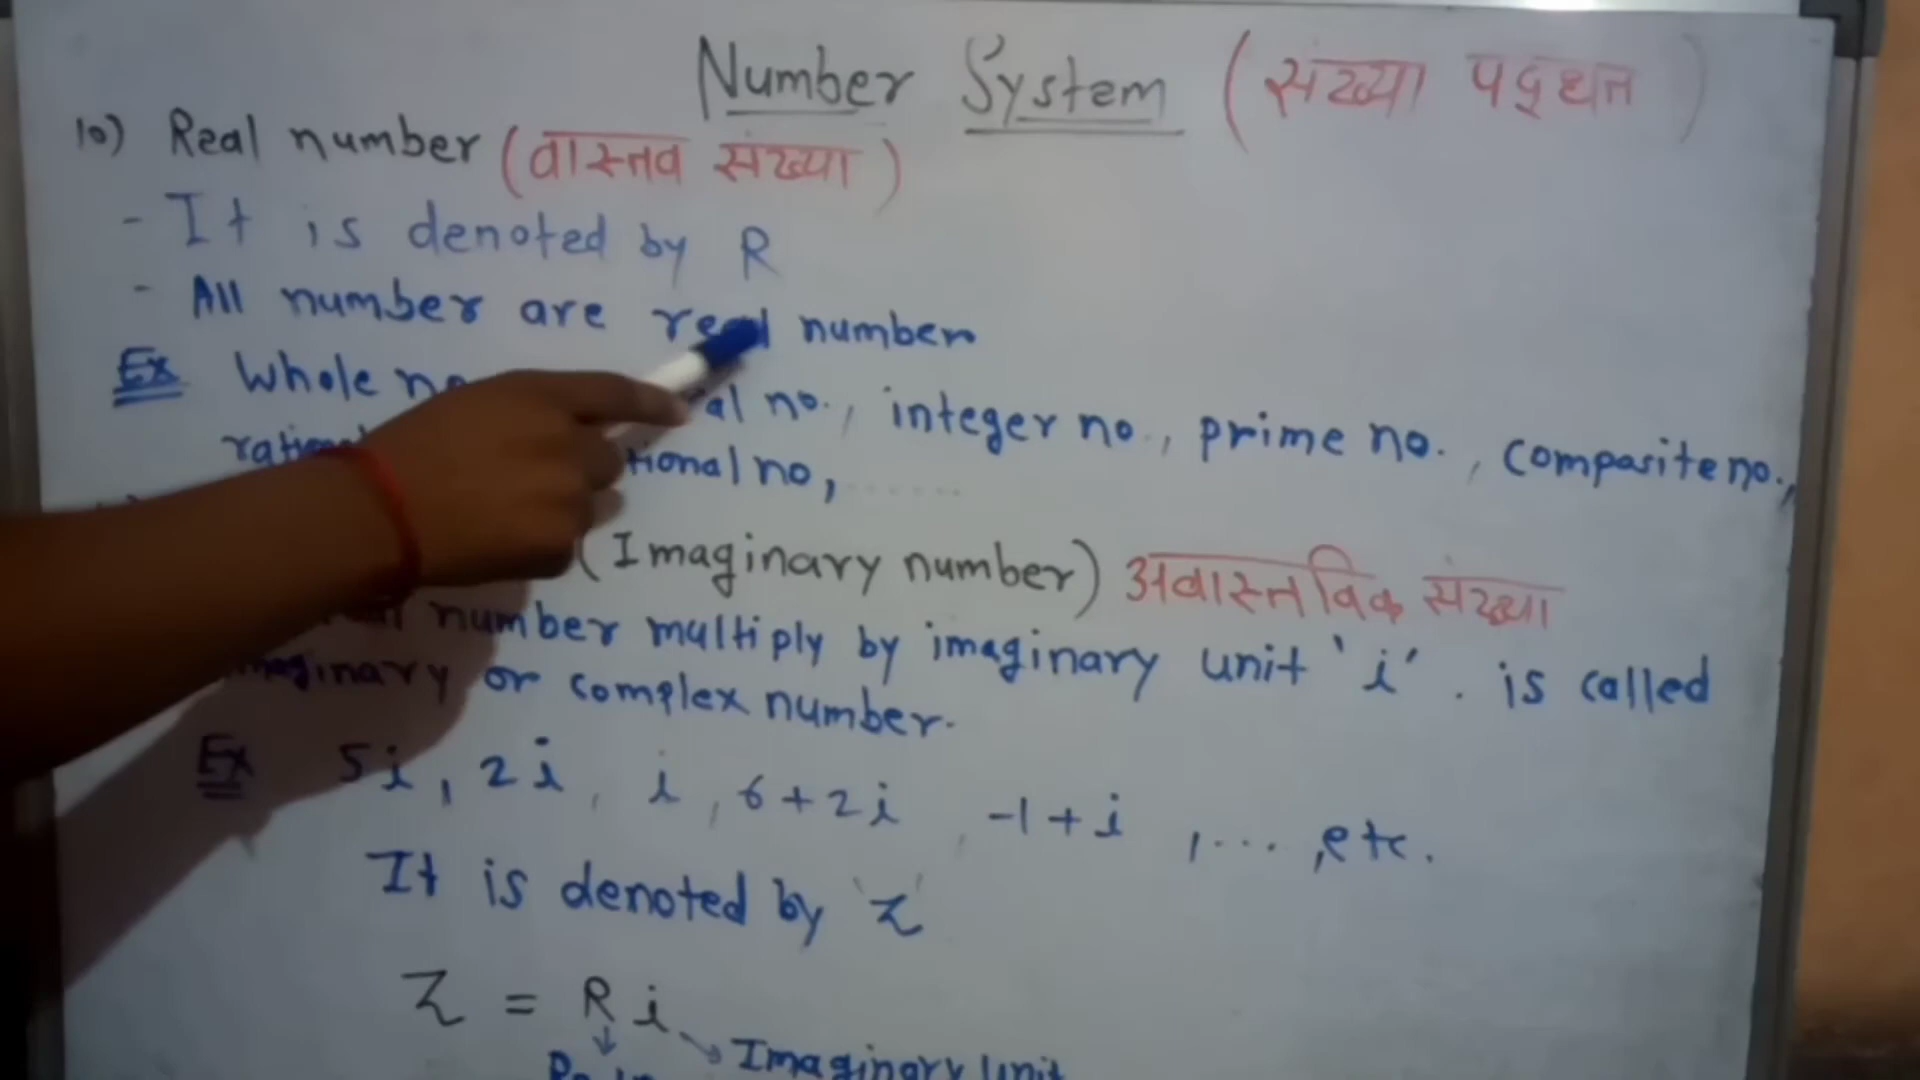 Number System (संख्या पद्धत)
10) Real number (वास्तव संख्या)
- It is denoted by R
- All number are real number
Ex Whole no al no., integer no., prime no., composite no.,
rational tional no, ......
(Imaginary number) अवास्तविक संख्या
number multiply by imaginary unit 'i'. is called
imaginary or complex number.
Ex 5i, 2i, i, 6+2i, -1+i, ..., etc.
It is denoted by 'z'
Z = Ri
Imaginary Unit